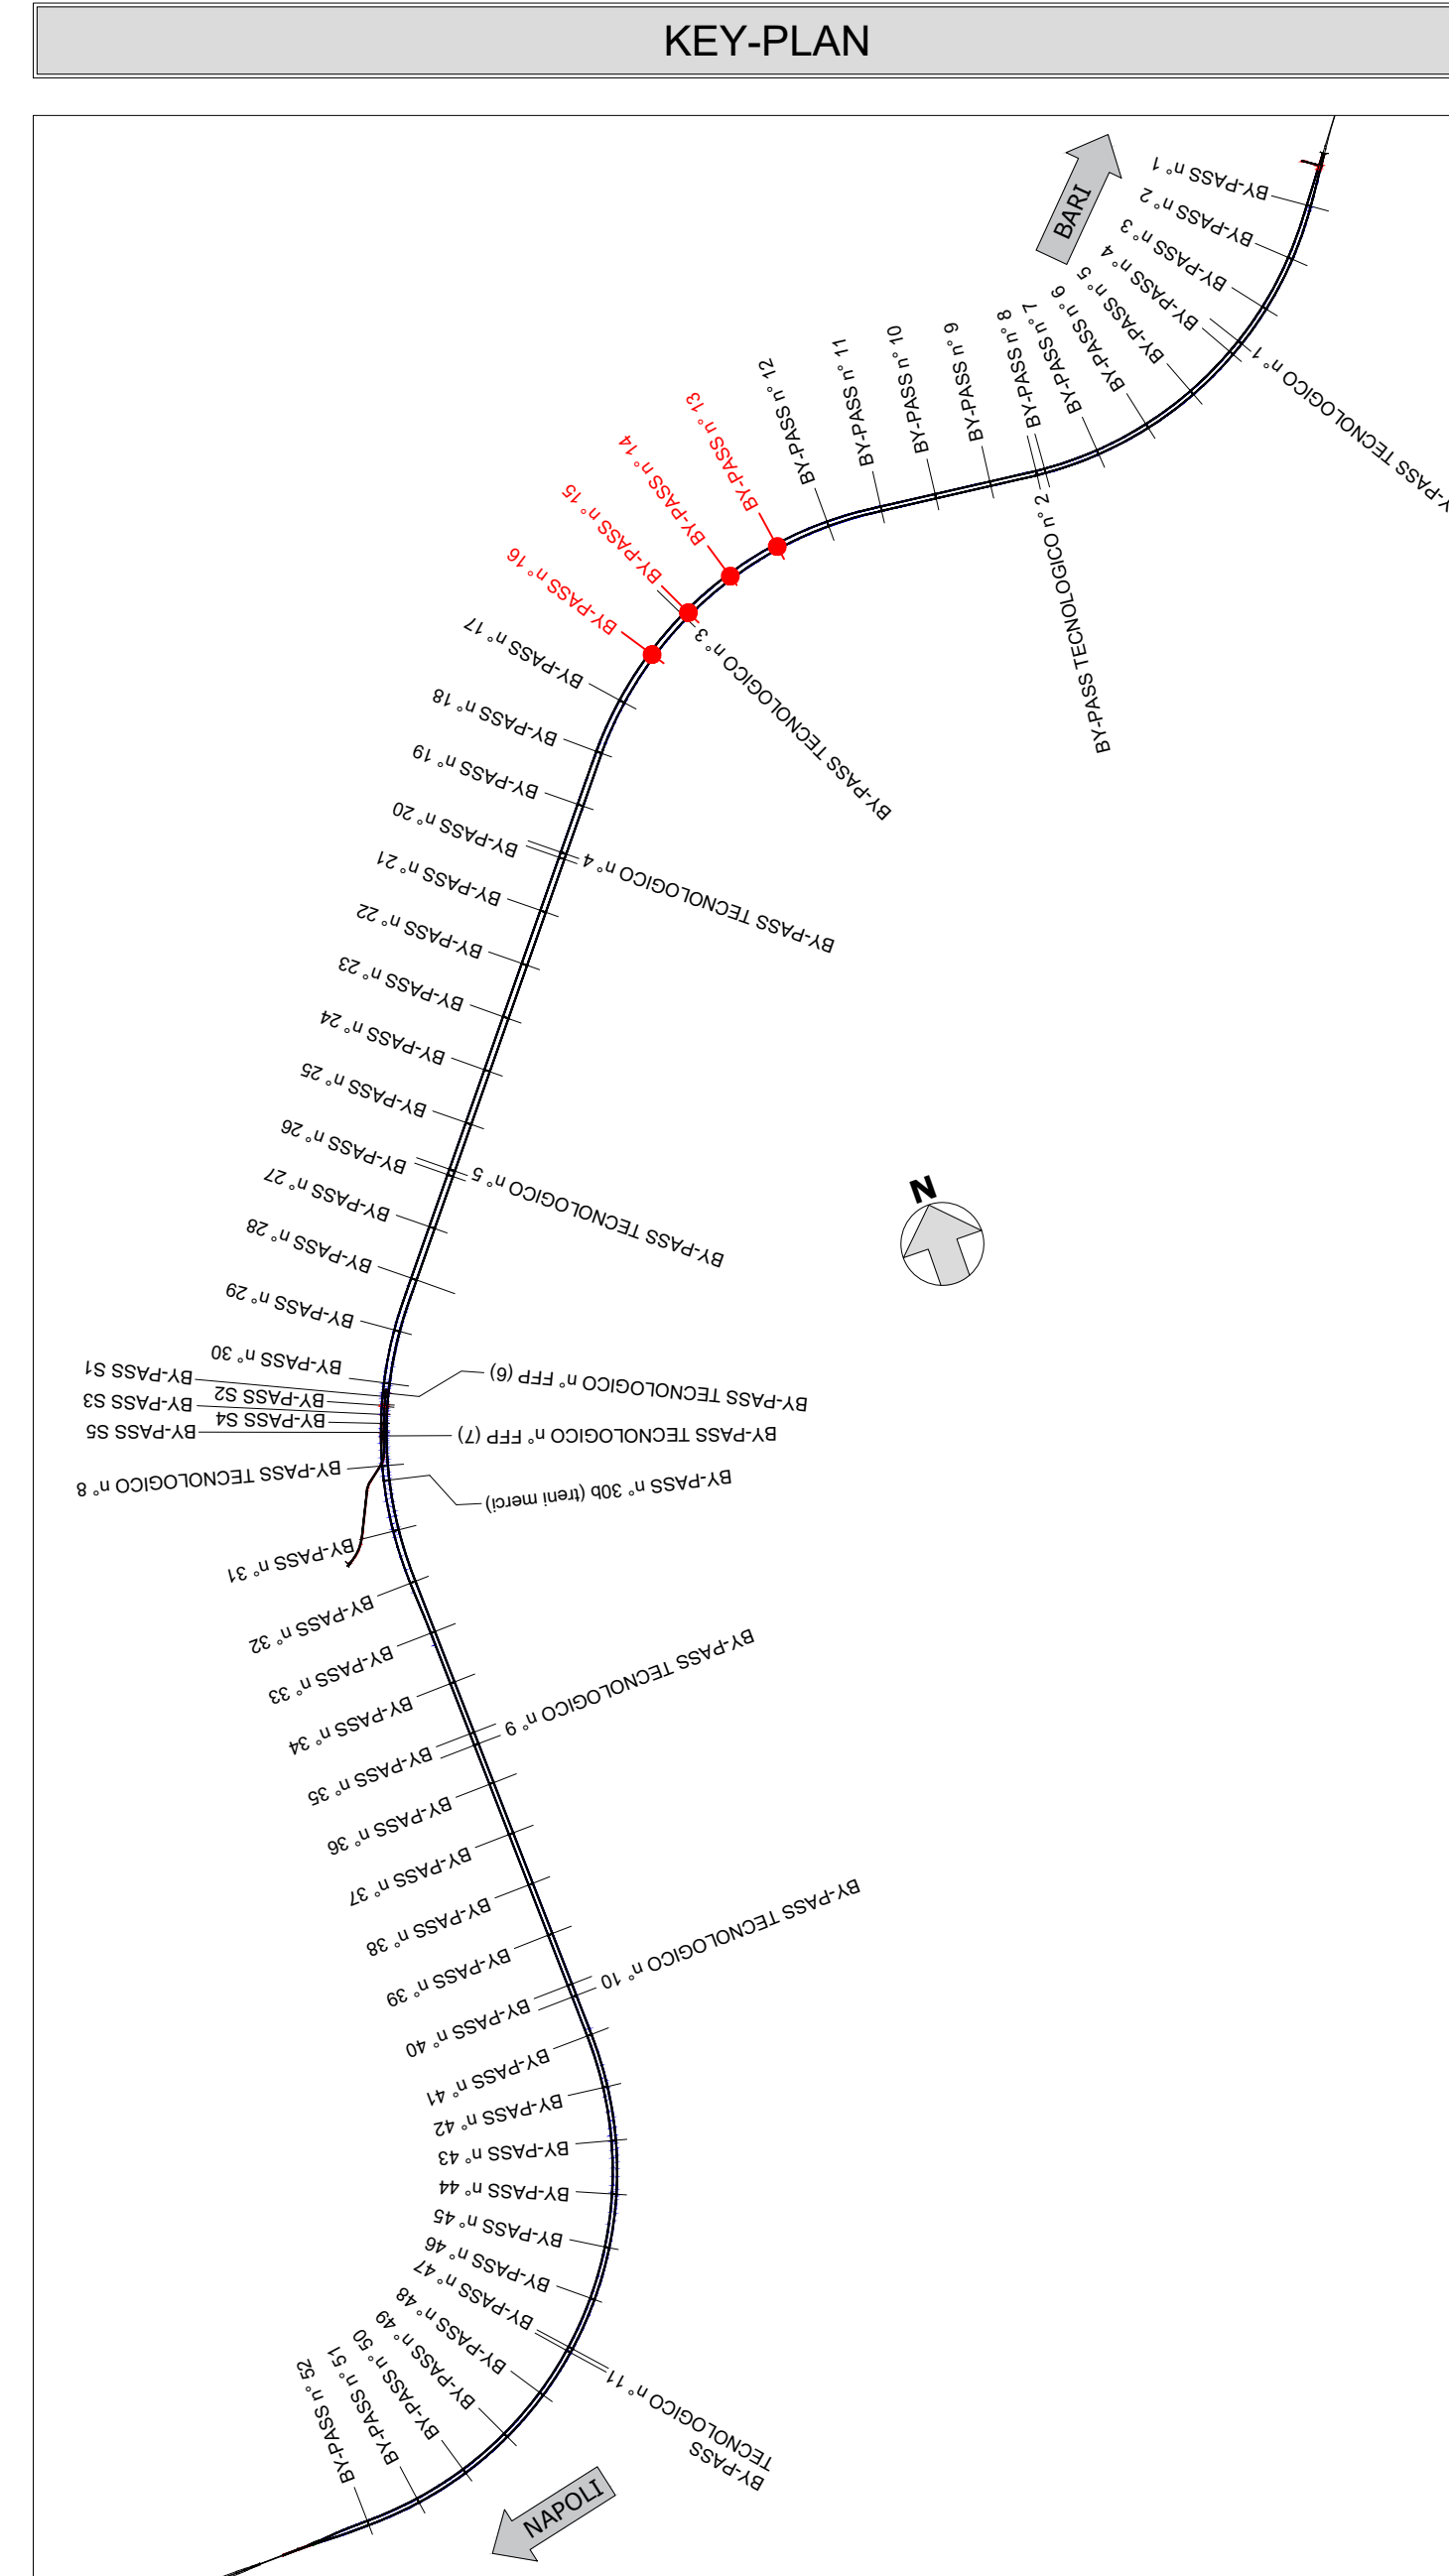 KEY-PLAN
BARI
BY-PASS n° 1
BY-PASS n° 2
BY-PASS n° 3
BY-PASS n° 4
BY-PASS n° 5
BY-PASS n° 6
BY-PASS n° 7
BY-PASS n° 8
BY-PASS n° 9
BY-PASS n° 10
BY-PASS n° 11
BY-PASS n° 12
BY-PASS n° 13
BY-PASS n° 14
BY-PASS n° 15
BY-PASS n° 16
BY-PASS TECNOLOGICO n° 1
BY-PASS TECNOLOGICO n° 2
BY-PASS TECNOLOGICO n° 3
BY-PASS n° 17
BY-PASS n° 18
BY-PASS n° 19
BY-PASS n° 20
BY-PASS TECNOLOGICO n° 4
BY-PASS n° 21
BY-PASS n° 22
BY-PASS n° 23
BY-PASS n° 24
BY-PASS n° 25
BY-PASS n° 26
BY-PASS TECNOLOGICO n° 5
N
BY-PASS n° 27
BY-PASS n° 28
BY-PASS n° 29
BY-PASS n° 30
BY-PASS S1
BY-PASS TECNOLOGICO n° FFP (6)
BY-PASS S2
BY-PASS S3
BY-PASS S4
BY-PASS S5
BY-PASS TECNOLOGICO n° FFP (7)
BY-PASS TECNOLOGICO n° 8
BY-PASS n° 30b (treni merci)
BY-PASS n° 31
BY-PASS n° 32
BY-PASS n° 33
BY-PASS n° 34
BY-PASS TECNOLOGICO n° 9
BY-PASS n° 35
BY-PASS n° 36
BY-PASS n° 37
BY-PASS n° 38
BY-PASS n° 39
BY-PASS TECNOLOGICO n° 10
BY-PASS n° 40
BY-PASS n° 41
BY-PASS n° 42
BY-PASS n° 43
BY-PASS n° 44
BY-PASS n° 45
BY-PASS n° 46
BY-PASS n° 47
BY-PASS n° 48
BY-PASS n° 49
BY-PASS n° 50
BY-PASS n° 51
BY-PASS n° 52
BY-PASS
TECNOLOGICO n° 11
NAPOLI